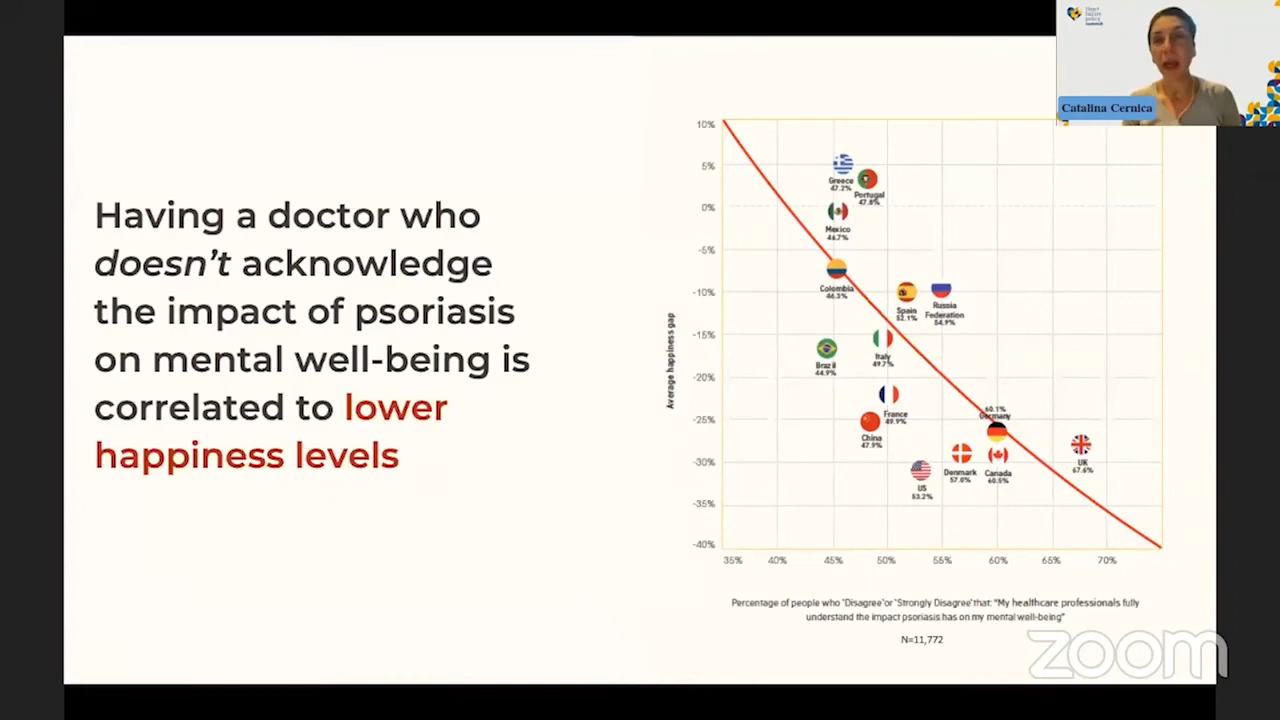 Having a doctor who
doesn't acknowledge
the impact of psoriasis
on mental well-being is
correlated to lower
happiness levels
Catalina Cernica
Average happiness gap
10%
5%
0%
-5%
-10%
-15%
-20%
-25%
-30%
-35%
-40%
Greece
47.2%
Portugal
47.8%
Mexico
46.7%
Colombia
46.3%
Spain
52.1%
Russia
Federation
54.9%
Brazil
44.9%
Italy
49.7%
France
49.9%
China
47.9%
60.1%
Germany
US
53.2%
Denmark
57.0%
Canada
60.5%
UK
67.6%
35% 40% 45% 50% 55% 60% 65% 70%
Percentage of people who 'Disagree' or 'Strongly Disagree' that: "My healthcare professionals fully
understand the impact psoriasis has on my mental well-being"
N=11,772
zoom